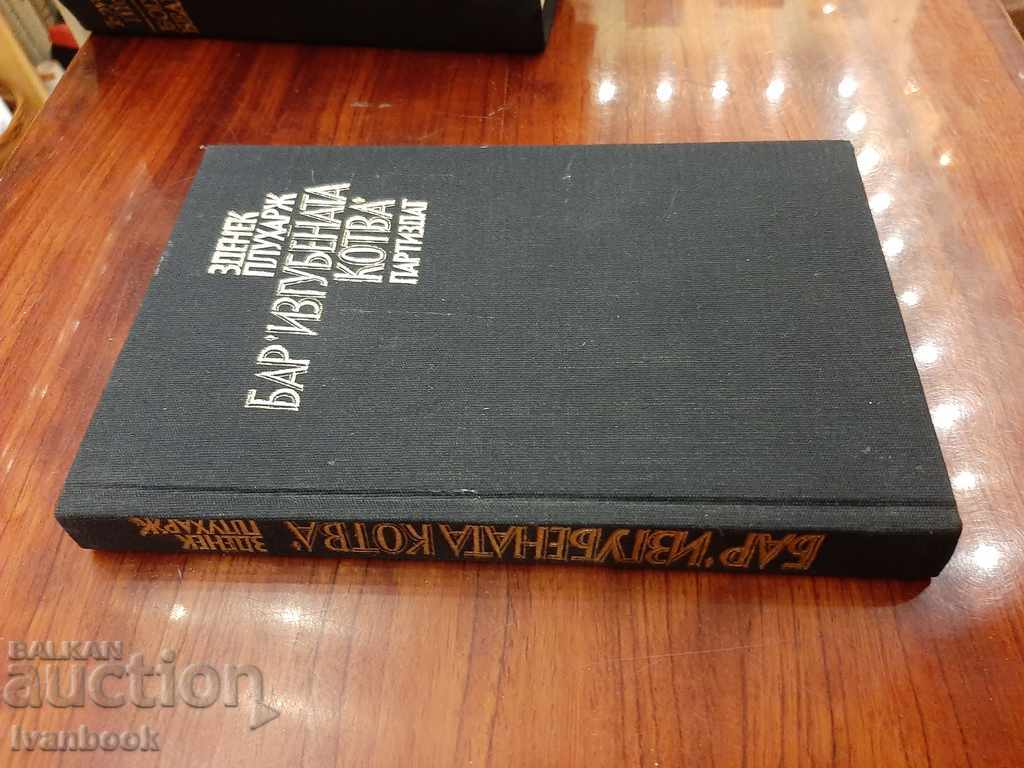 ЗДЕНЕК
ПЛУХАРЖ
БАР "ИЗГУБЕНАТА
КОТВА"
ПАРТИЗДАТ
ЗДЕНЕК
ПЛУХАРЖ
БАР "ИЗГУБЕНАТА КОТВА"
BALKAN
auction
Ivanbook